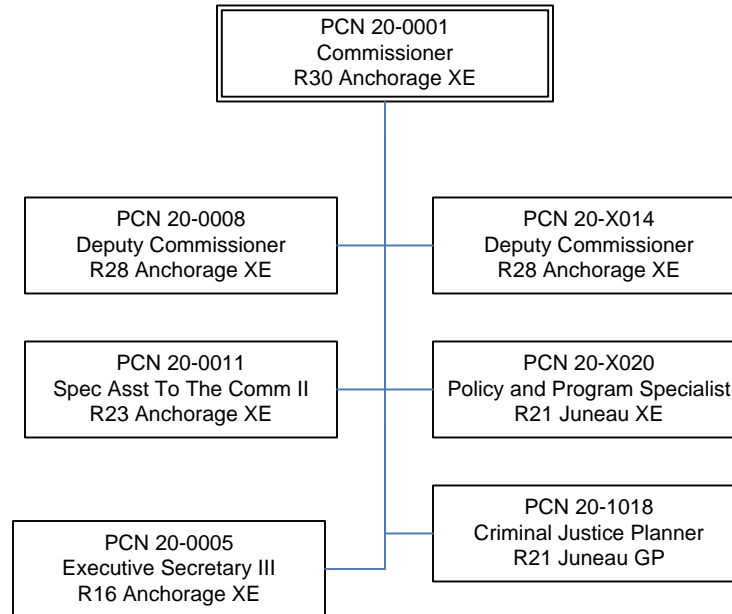 PCN 20-0001
Commissioner
R30 Anchorage XE
PCN 20-0008
Deputy Commissioner
R28 Anchorage XE
PCN 20-X014
Deputy Commissioner
R28 Anchorage XE
PCN 20-0011
Spec Asst To The Comm II
R23 Anchorage XE
PCN 20-X020
Policy and Program Specialist
R21 Juneau XE
PCN 20-1018
Criminal Justice Planner
R21 Juneau GP
PCN 20-0005
Executive Secretary III
R16 Anchorage XE